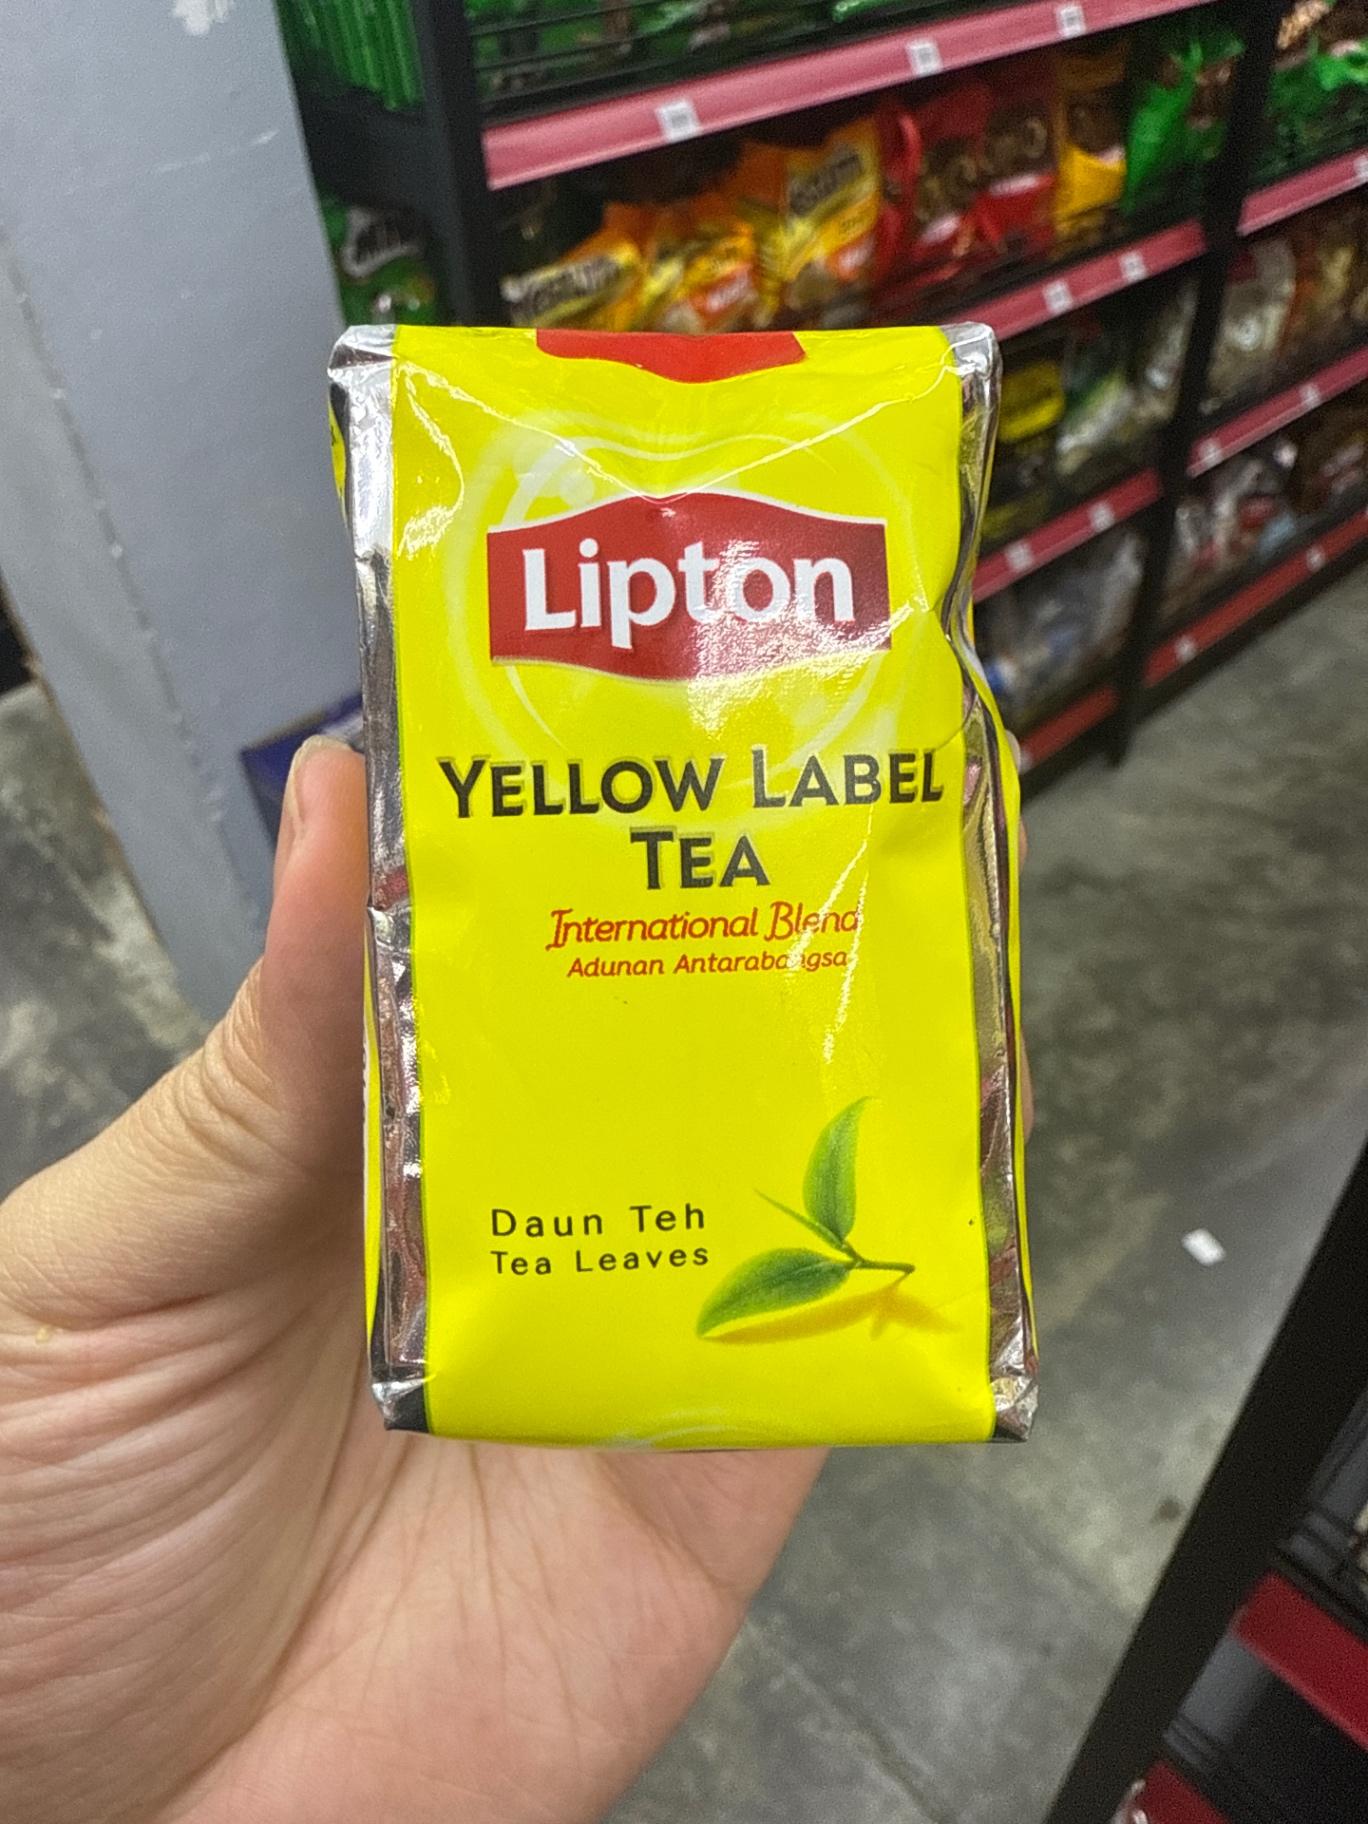 Lipton
YELLOW LABEL
TEA
International Blend
Adunan Antarabangsa
Daun Teh
Tea Leaves